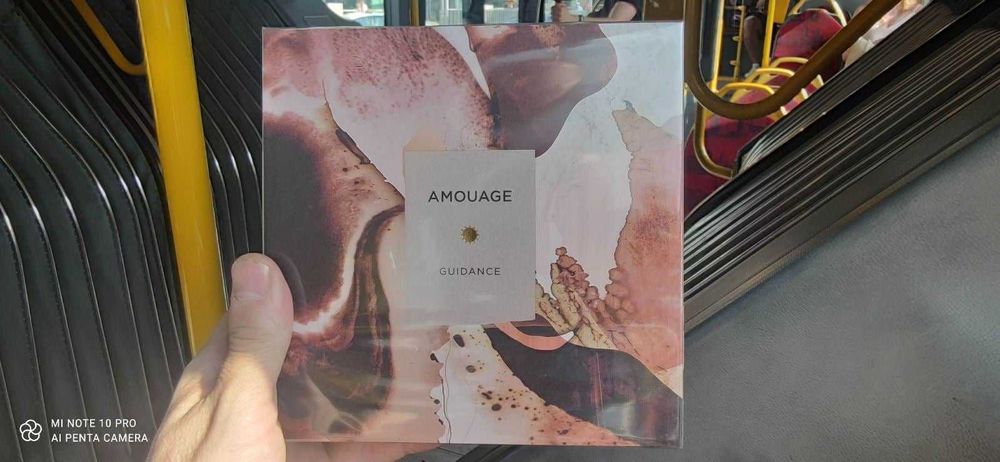 AMOUAGE
GUIDANCE
MI NOTE 10 PRO
AI PENTA CAMERA